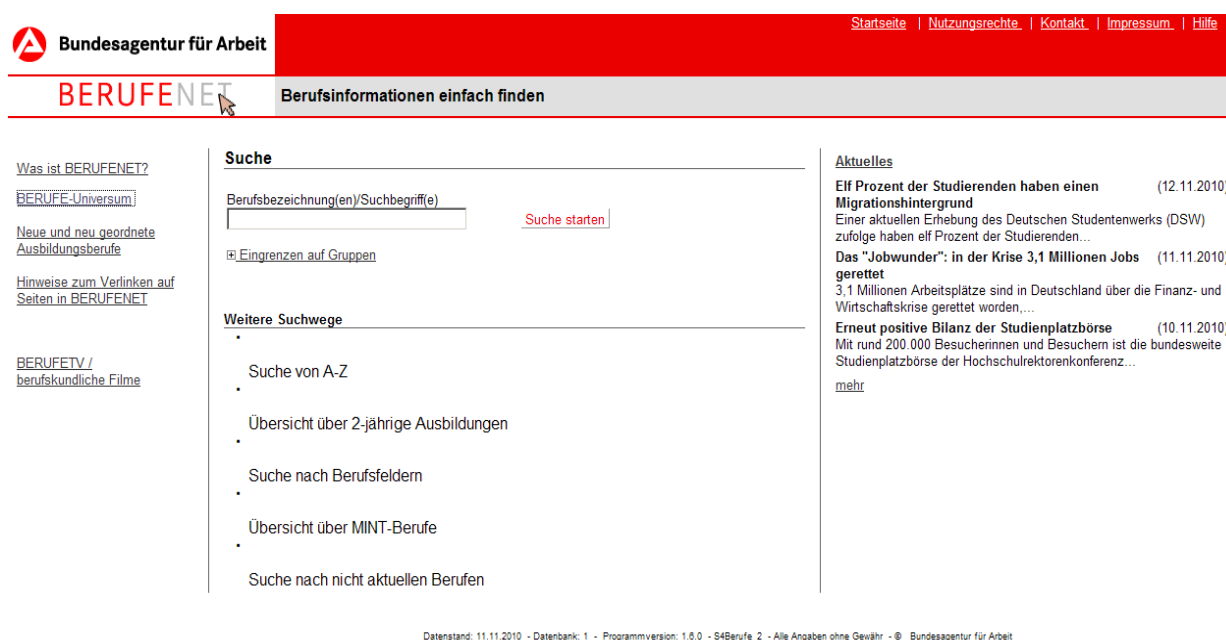 Startseite | Nutzungsrechte | Kontakt | Impressum | Hilfe
Bundesagentur für Arbeit
BERUFENET
Berufsinformationen einfach finden
Was ist BERUFENET?
BERUFE-Universum
Neue und neu geordnete
Ausbildungsberufe
Hinweise zum Verlinken auf
Seiten in BERUFENET
BERUFETV /
berufskundliche Filme
Suche
Berufsbezeichnung(en)/Suchbegriff(e)
Suche starten
Eingrenzen auf Gruppen
Weitere Suchwege
Suche von A-Z
Übersicht über 2-jährige Ausbildungen
Suche nach Berufsfeldern
Übersicht über MINT-Berufe
Suche nach nicht aktuellen Berufen
Aktuelles
Elf Prozent der Studierenden haben einen (12.11.2010)
Migrationshintergrund
Einer aktuellen Erhebung des Deutschen Studentenwerks (DSW)
zufolge haben elf Prozent der Studierenden...
Das "Jobwunder": in der Krise 3,1 Millionen Jobs (11.11.2010)
gerettet
3,1 Millionen Arbeitsplätze sind in Deutschland über die Finanz- und
Wirtschaftskrise gerettet worden,...
Erneut positive Bilanz der Studienplatzbörse (10.11.2010)
Mit rund 200.000 Besucherinnen und Besuchern ist die bundesweite
Studienplatzbörse der Hochschulrektorenkonferenz...
mehr
Datenstand: 11.11.2010 - Datenbank: 1 - Programmversion: 1.6.0 - S4Berufe_2 - Alle Angaben ohne Gewähr - © Bundesagentur für Arbeit